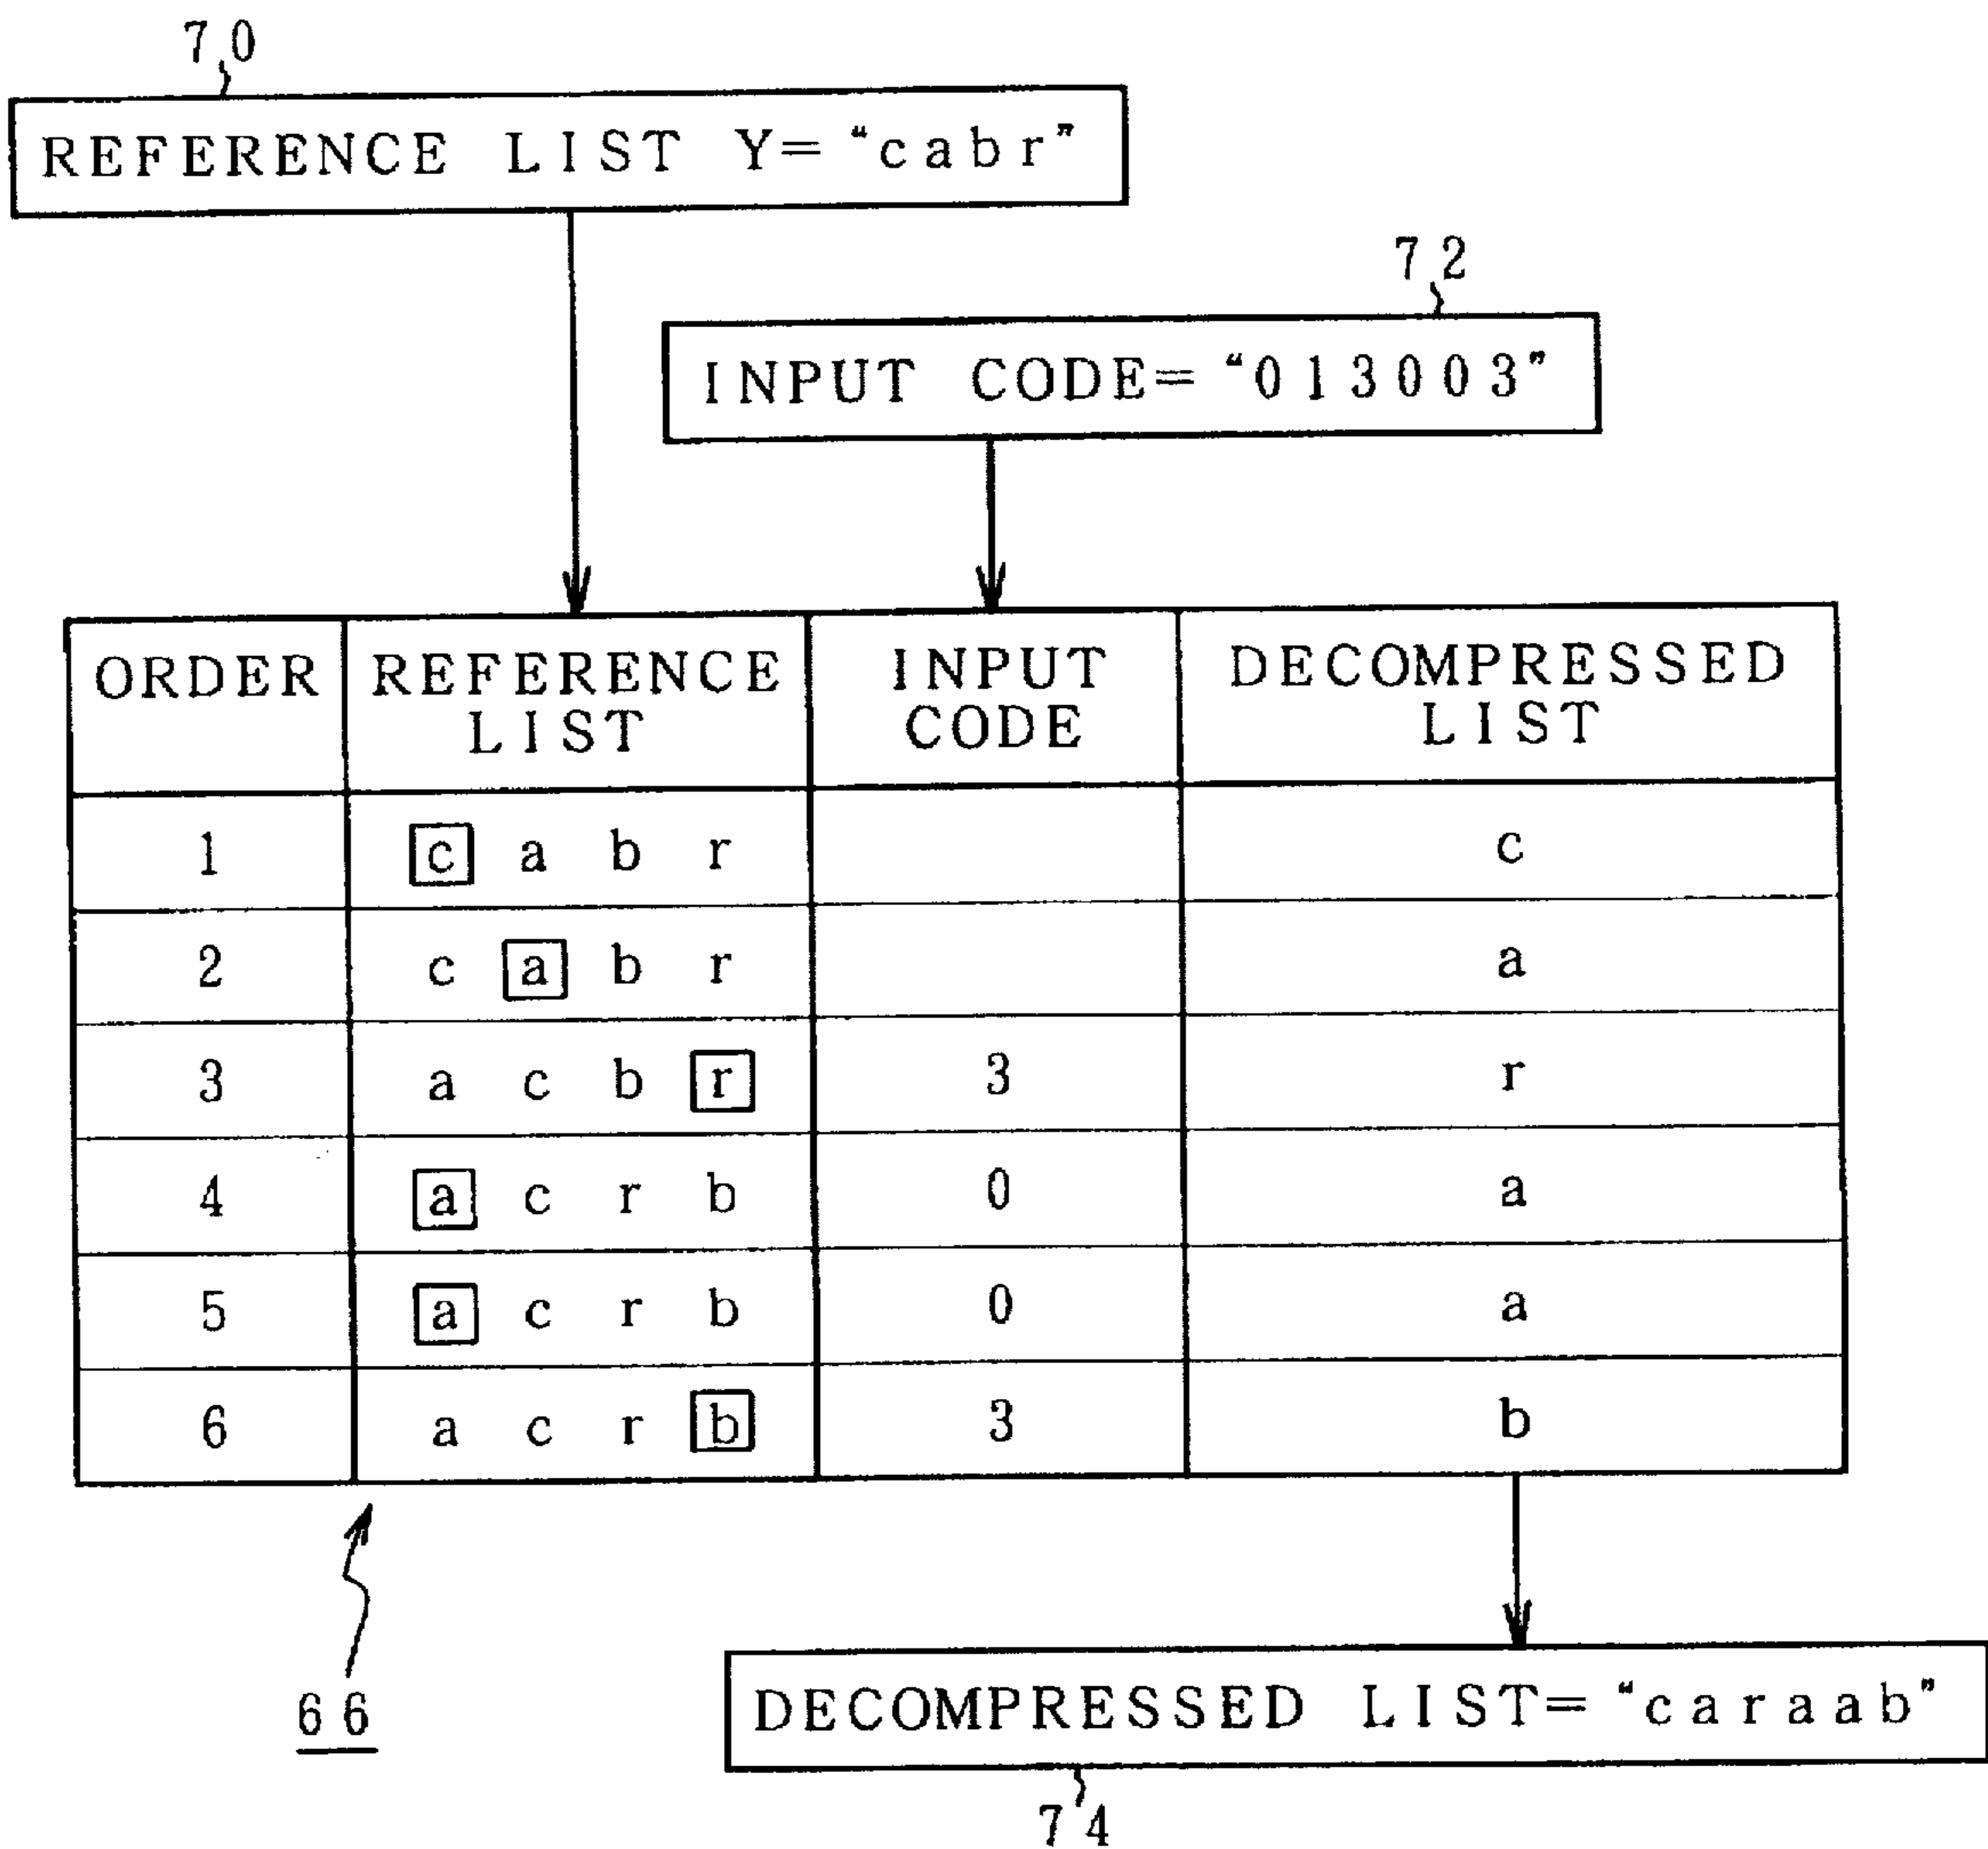 70
REFERENCE LIST Y="cabr"
72
INPUT CODE="013003"
ORDER REFERENCE LIST INPUT CODE DECOMPRESSED LIST
1 c a b r c
2 c a b r a
3 a c b r 3 r
4 a c r b 0 a
5 a c r b 0 a
6 a c r b 3 b
66
DECOMPRESSED LIST="caraab"
74